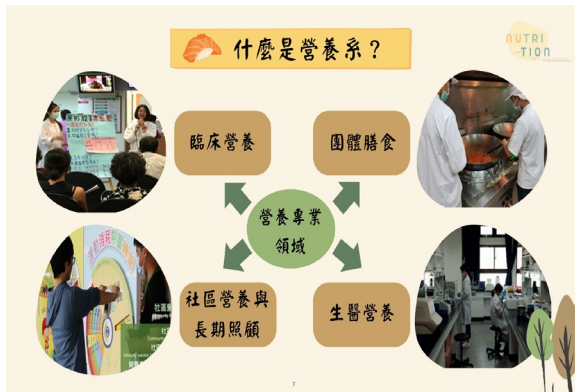 NUTRI
-TION
什麼是營養系？
臨床營養
團體膳食
營養專業
領域
社區營養與
長期照顧
生醫營養
7